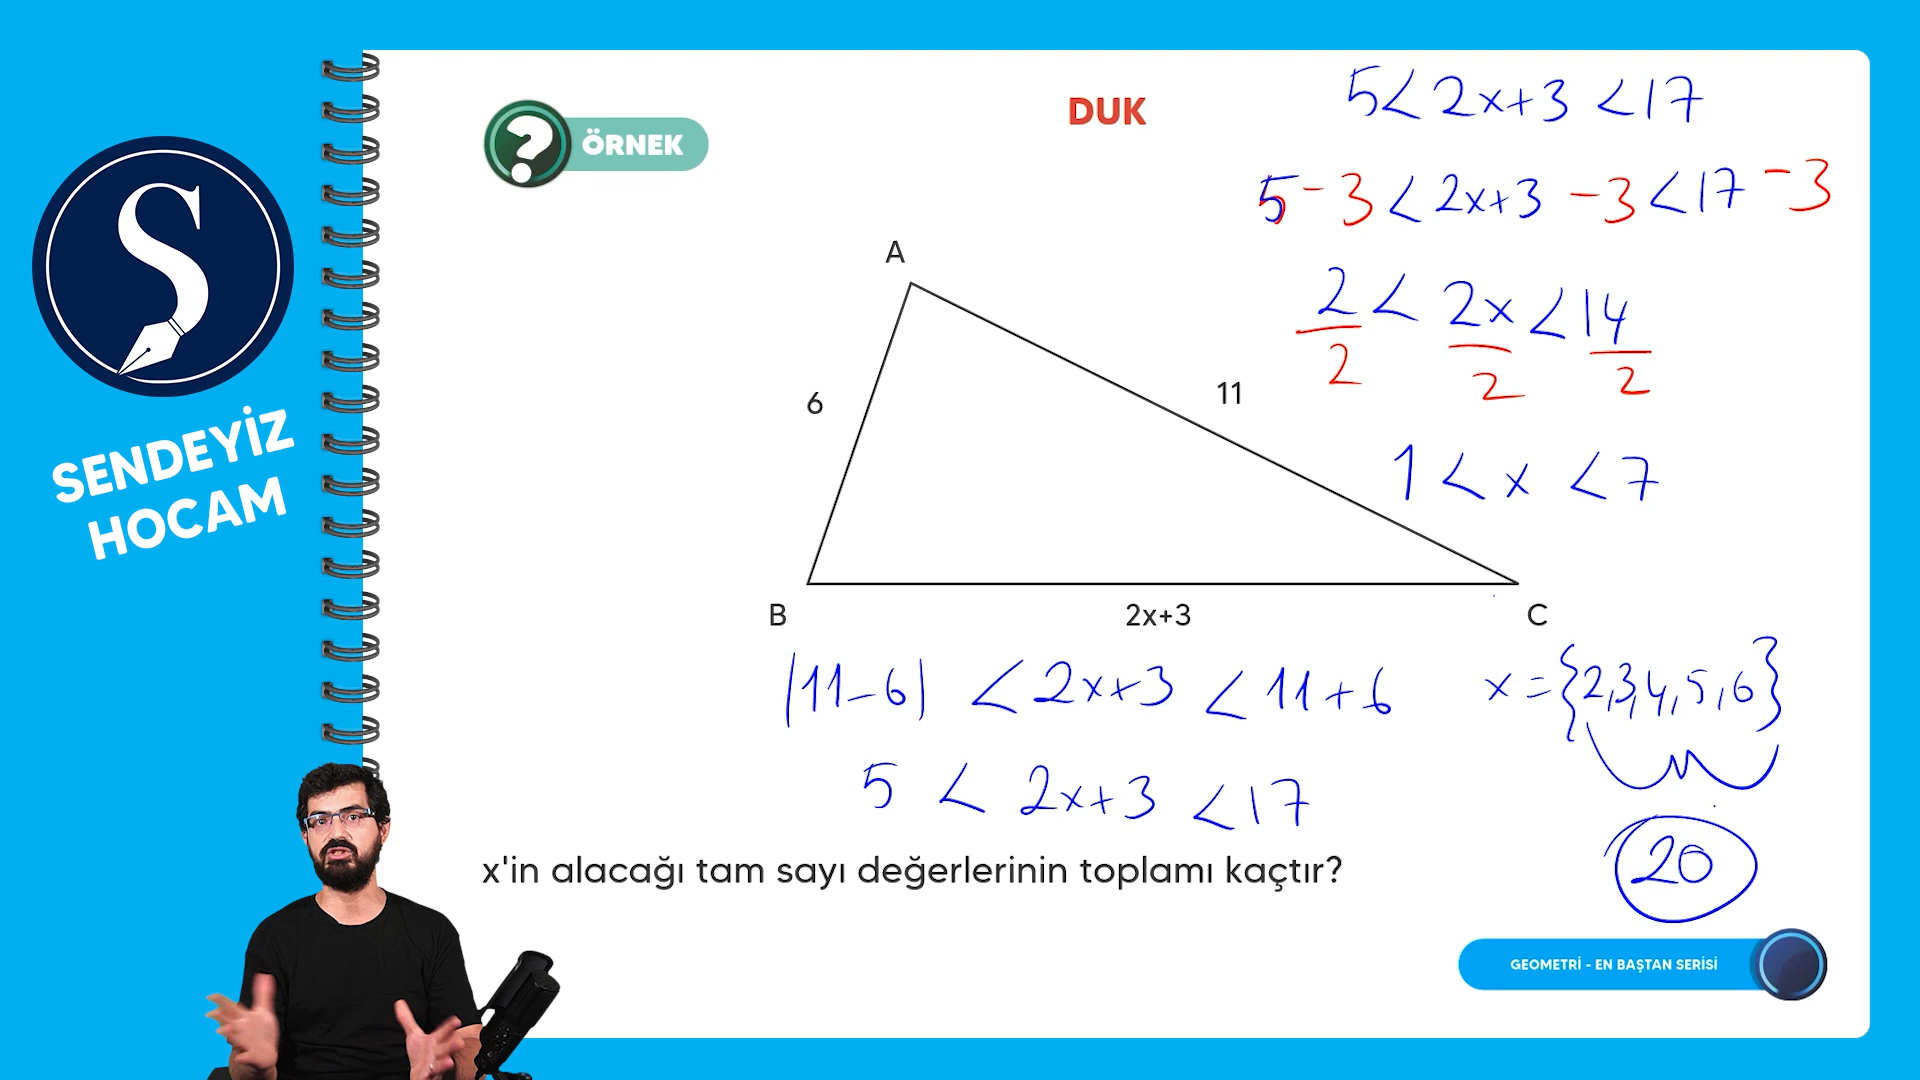 SENDEYİZ
HOCAM
ÖRNEK
DUK
5<2x+3<17
5-3<2x+3-3<17-3
2/2<2x/2<14/2
1<x<7
A
6
11
B
2x+3
C
|11-6|<2x+3<11+6
5<2x+3<17
x={2,3,4,5,6}
20
x'in alacağı tam sayı değerlerinin toplamı kaçtır?
GEOMETRİ - EN BAŞTAN SERİSİ